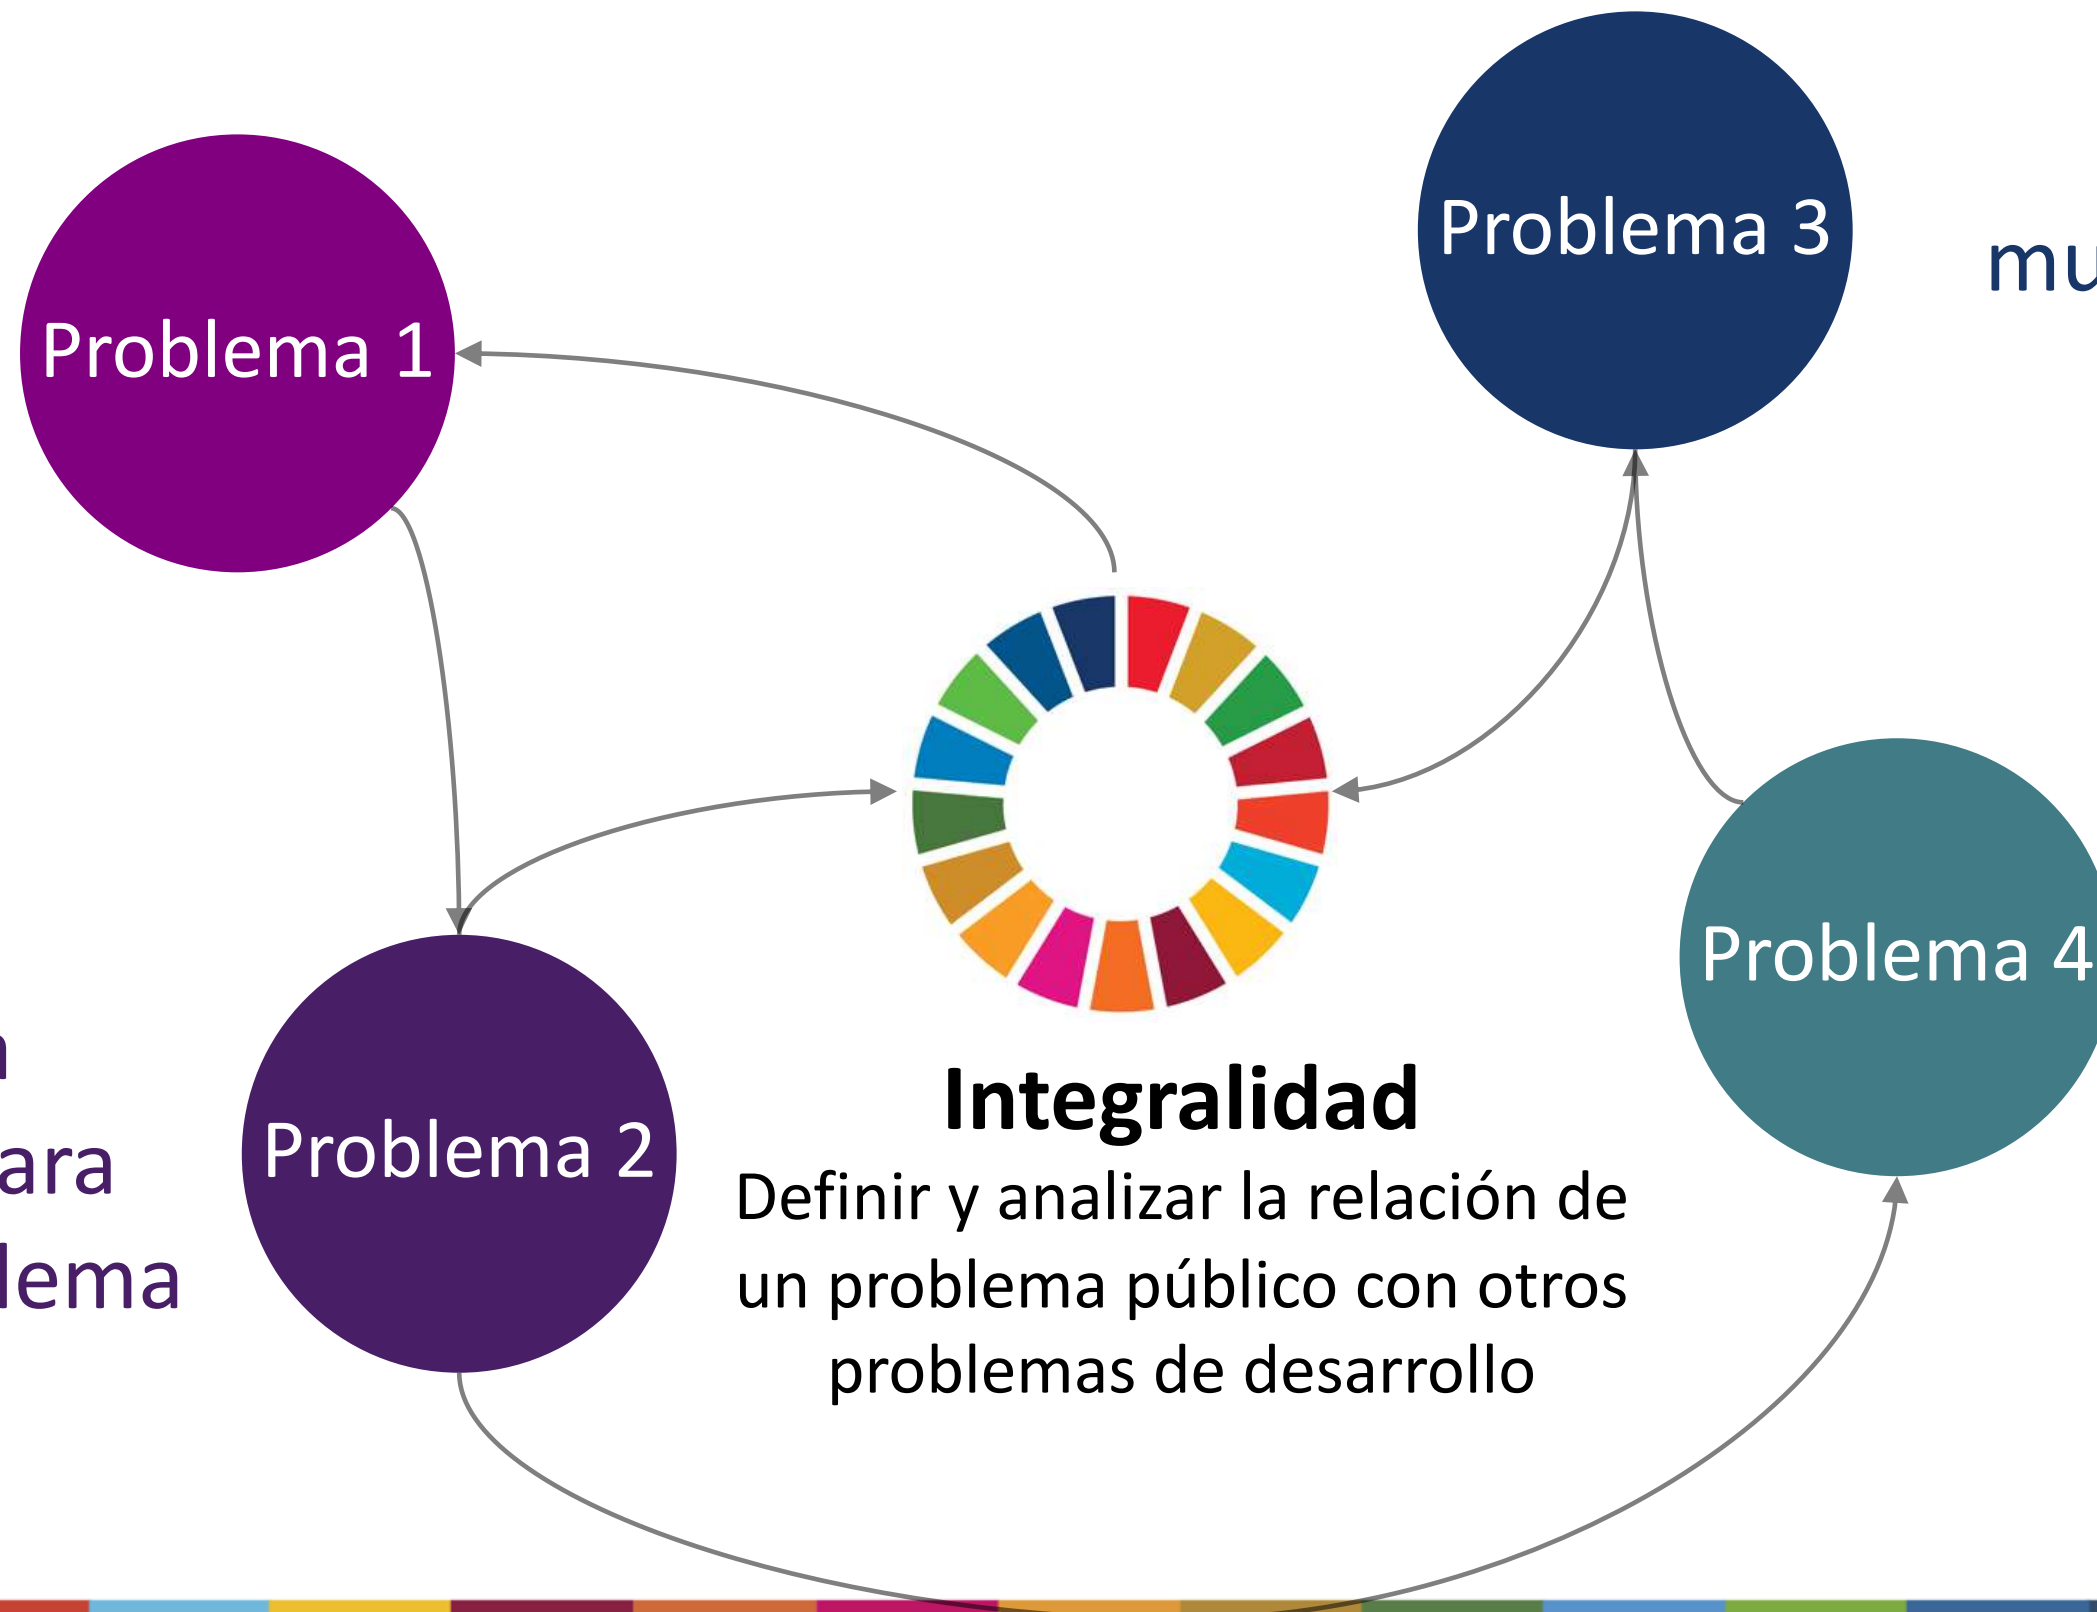 Problema 3
Problema 1
Problema 4
Problema 2
Integralidad
Definir y analizar la relación de
un problema público con otros
problemas de desarrollo